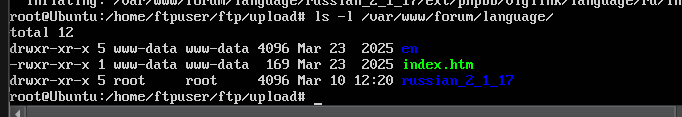 inflating: /var/www/forum/language/russian_2_1_17/ext/phpbb/viglink/language/ru/in
root@Ubuntu:/home/ftpuser/ftp/upload# ls -l /var/www/forum/language/
total 12
drwxr-xr-x 5 www-data www-data 4096 Mar 23  2025 en
-rwxr-xr-x 1 www-data www-data  169 Mar 23  2025 index.htm
drwxr-xr-x 5 root     root     4096 Mar 10 12:20 russian_2_1_17
root@Ubuntu:/home/ftpuser/ftp/upload# _